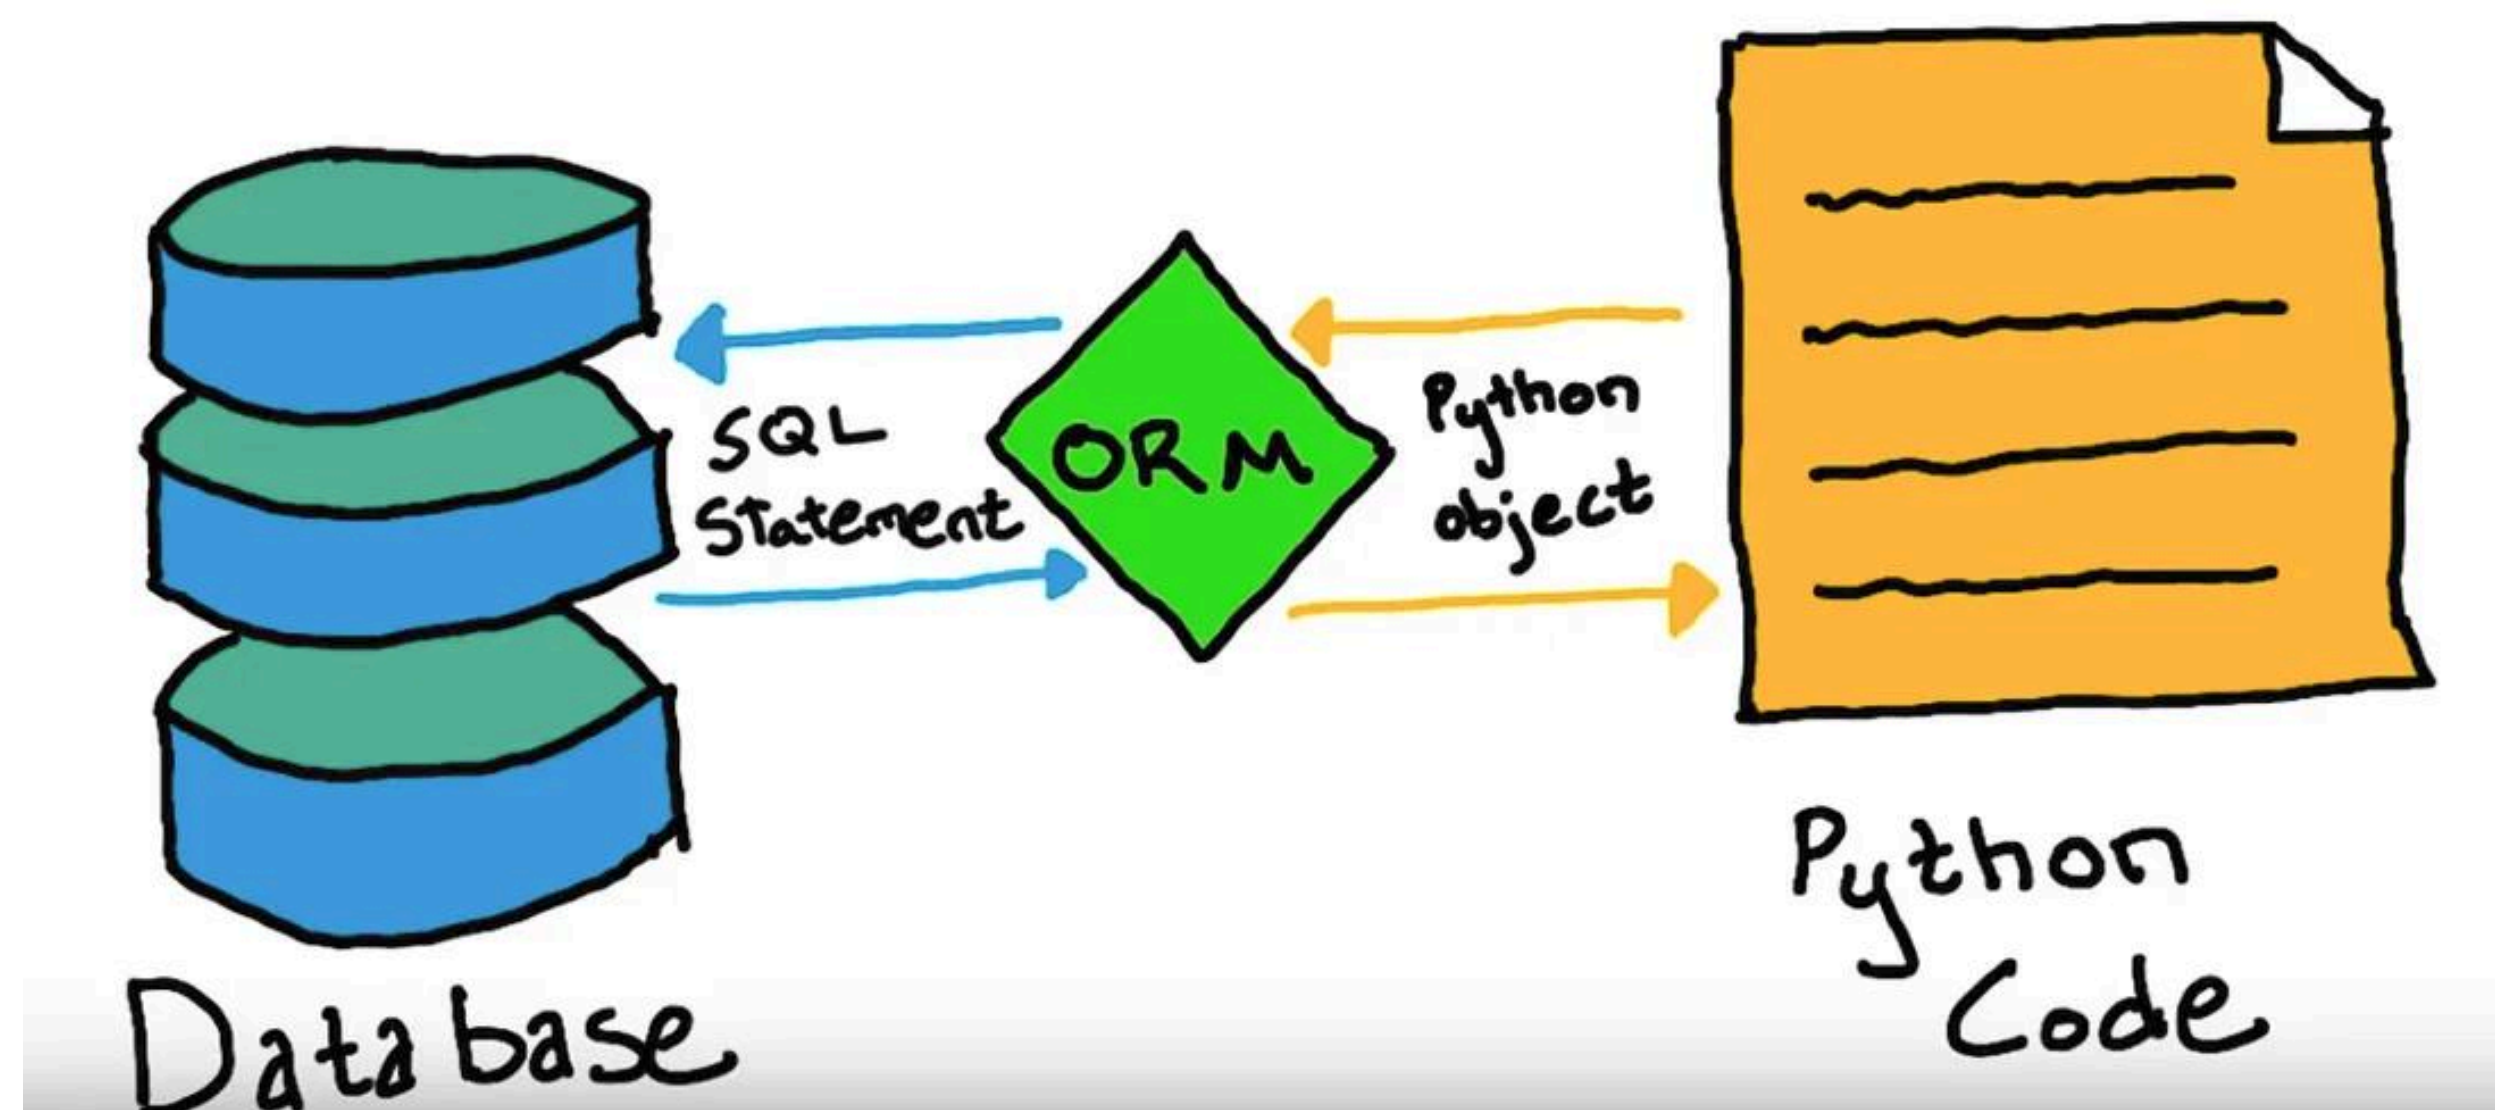 SQL
Statement
ORM
Python
object
Database
Python
Code